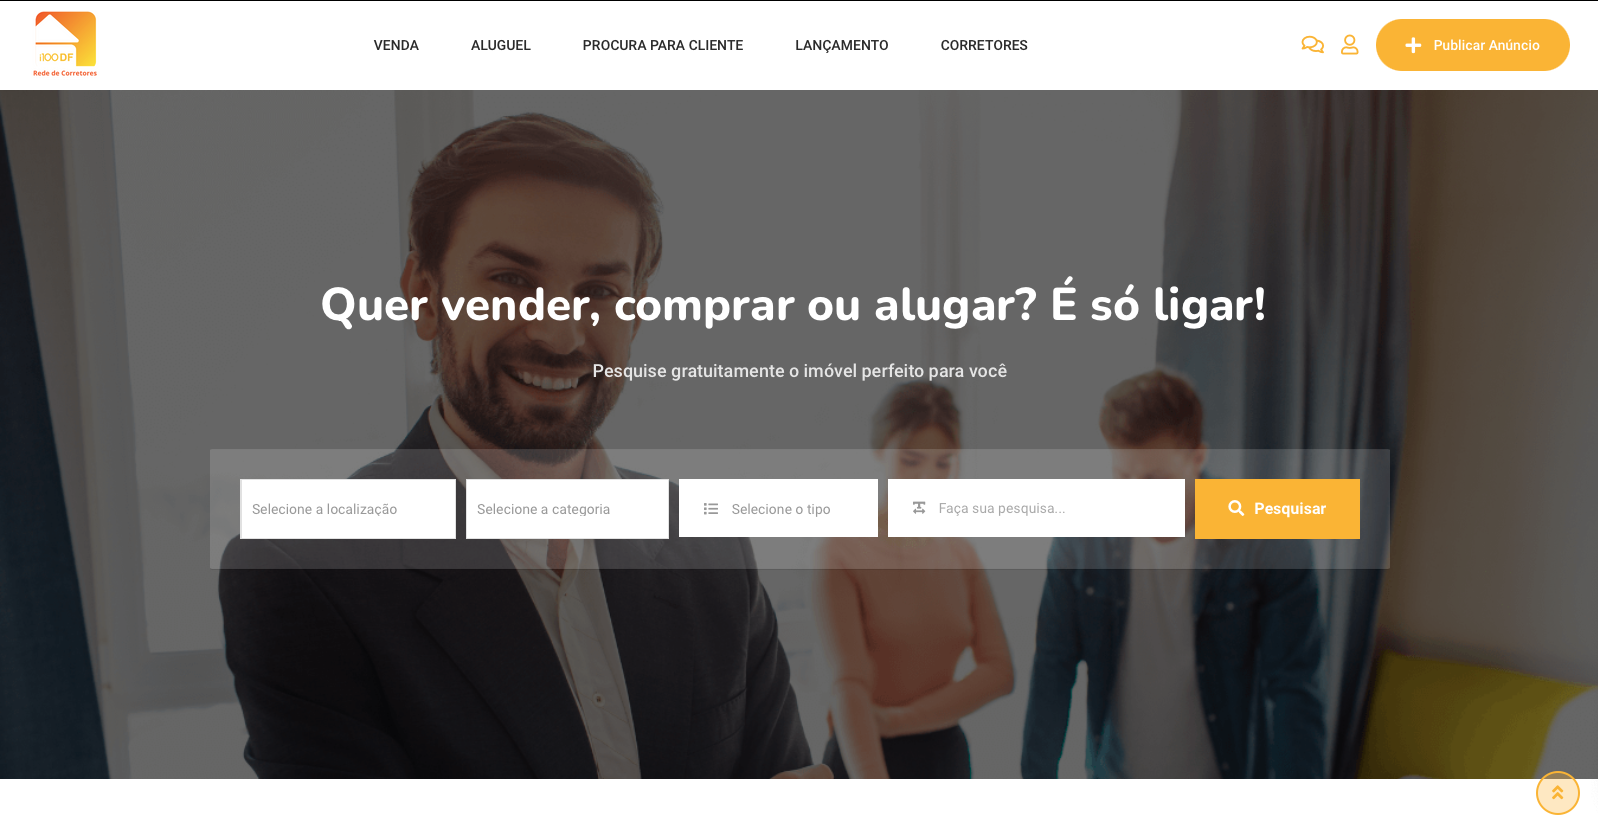 i100DF
Rede de Corretores
VENDA
ALUGUEL
PROCURA PARA CLIENTE
LANÇAMENTO
CORRETORES
Publicar Anúncio
Quer vender, comprar ou alugar? É só ligar!
Pesquise gratuitamente o imóvel perfeito para você
Selecione a localização
Selecione a categoria
Selecione o tipo
Faça sua pesquisa...
Pesquisar